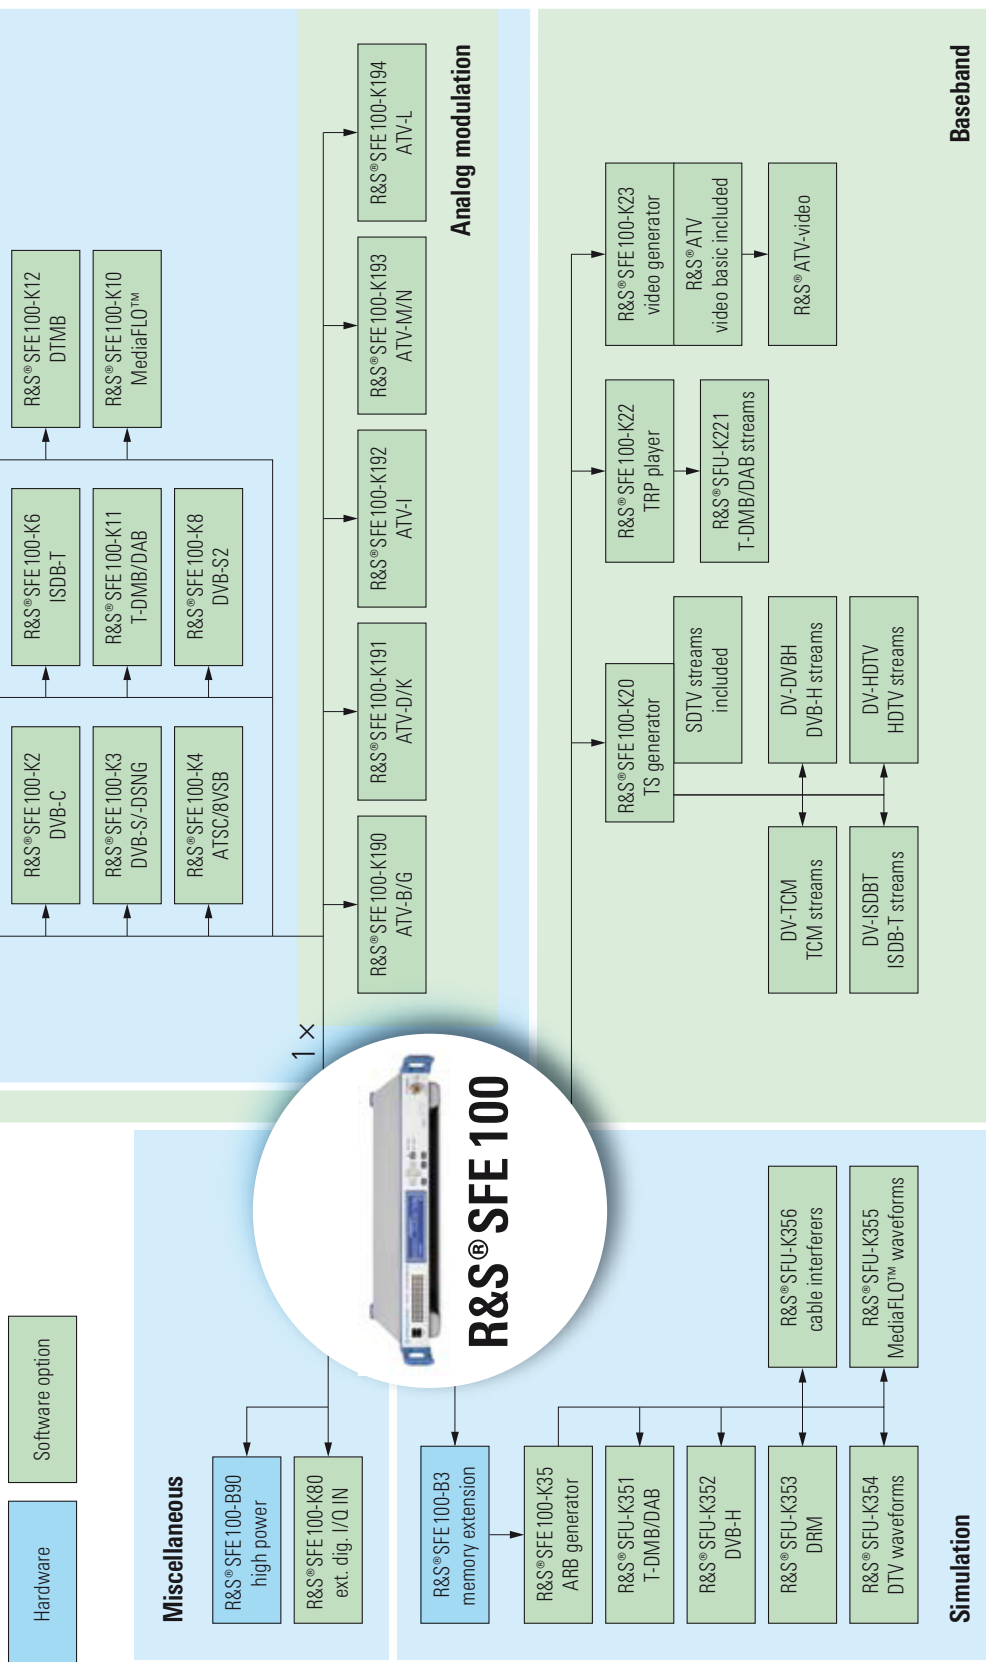 Hardware
Software option
Miscellaneous
R&S®SFE100-B90
high power
R&S®SFE100-K80
ext. dig. I/Q IN
R&S®SFE100-B3
memory extension
R&S®SFE100-K35
ARB generator
R&S®SFU-K351
T-DMB/DAB
R&S®SFU-K352
DVB-H
R&S®SFU-K353
DRM
R&S®SFU-K354
DTV waveforms
R&S®SFU-K356
cable interferers
R&S®SFU-K355
MediaFLO™ waveforms
Simulation
R&S®SFE100
1 ×
R&S®SFE100-K2
DVB-C
R&S®SFE100-K3
DVB-S/-DSNG
R&S®SFE100-K4
ATSC/8VSB
R&S®SFE100-K6
ISDB-T
R&S®SFE100-K11
T-DMB/DAB
R&S®SFE100-K8
DVB-S2
R&S®SFE100-K12
DTMB
R&S®SFE100-K10
MediaFLO™
R&S®SFE100-K190
ATV-B/G
R&S®SFE100-K191
ATV-D/K
R&S®SFE100-K192
ATV-I
R&S®SFE100-K193
ATV-M/N
R&S®SFE100-K194
ATV-L
Analog modulation
R&S®SFE100-K20
TS generator
SDTV streams
included
DV-TCM
TCM streams
DV-ISDBT
ISDB-T streams
DV-DVBH
DVB-H streams
DV-HDTV
HDTV streams
R&S®SFE100-K22
TRP player
R&S®SFU-K221
T-DMB/DAB streams
R&S®SFE100-K23
video generator
R&S®ATV
video basic included
R&S®ATV-video
Baseband